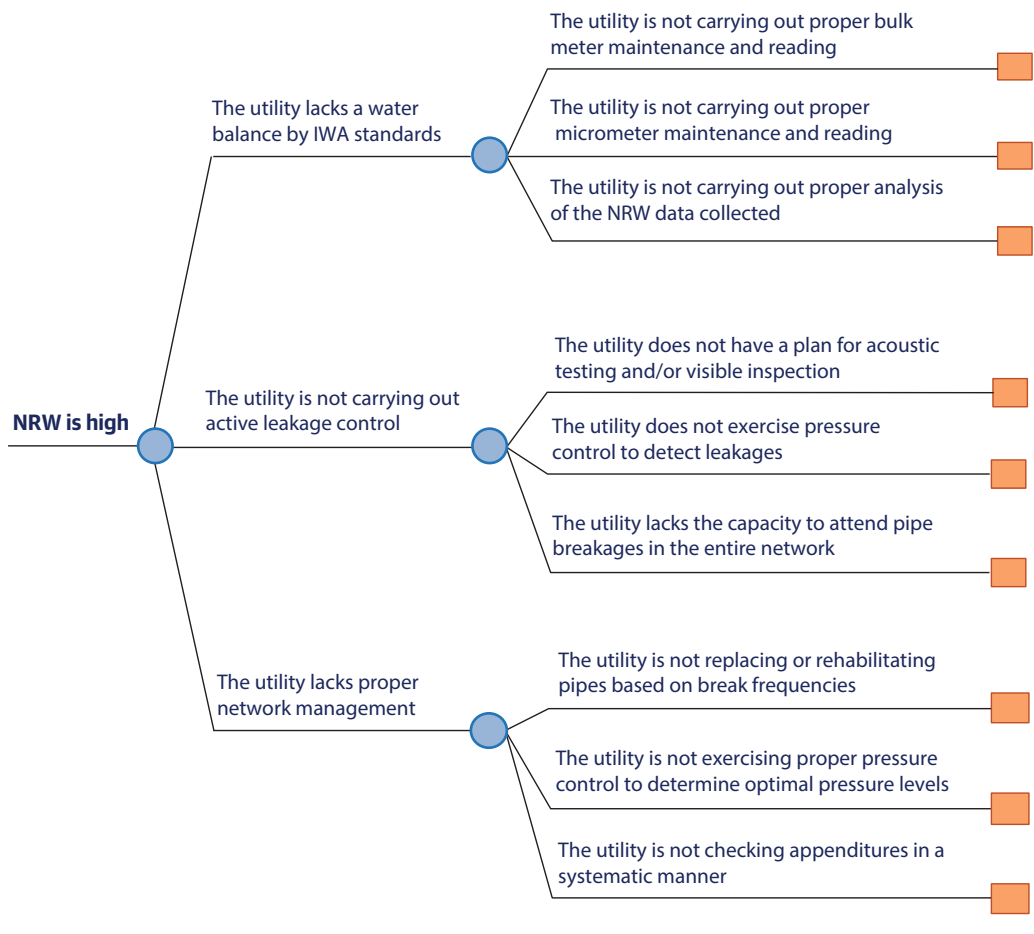 The utility is not carrying out proper bulk
meter maintenance and reading
The utility lacks a water
balance by IWA standards
The utility is not carrying out proper
micrometer maintenance and reading
The utility is not carrying out proper analysis
of the NRW data collected
The utility does not have a plan for acoustic
testing and/or visible inspection
NRW is high
The utility is not carrying out
active leakage control
The utility does not exercise pressure
control to detect leakages
The utility lacks the capacity to attend pipe
breakages in the entire network
The utility is not replacing or rehabilitating
pipes based on break frequencies
The utility lacks proper
network management
The utility is not exercising proper pressure
control to determine optimal pressure levels
The utility is not checking appenditures in a
systematic manner